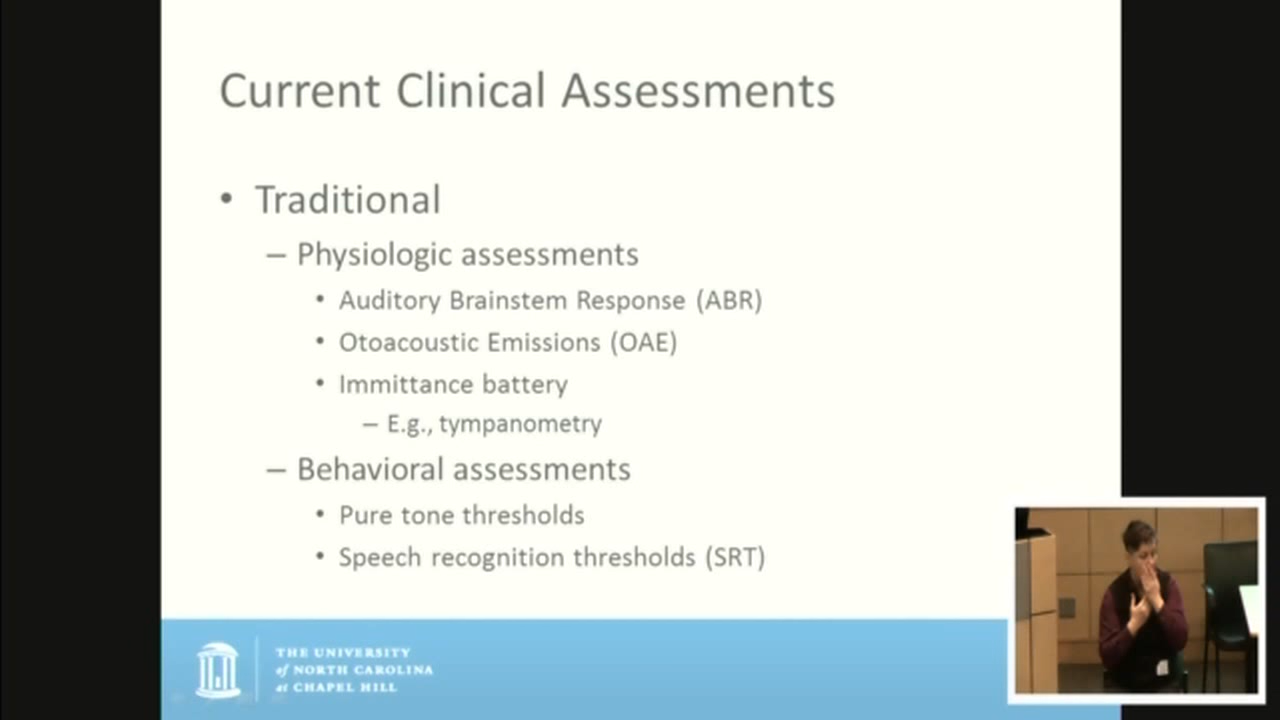 Current Clinical Assessments
• Traditional
– Physiologic assessments
• Auditory Brainstem Response (ABR)
• Otoacoustic Emissions (OAE)
• Immittance battery
– E.g., tympanometry
– Behavioral assessments
• Pure tone thresholds
• Speech recognition thresholds (SRT)
THE UNIVERSITY
of NORTH CAROLINA
at CHAPEL HILL